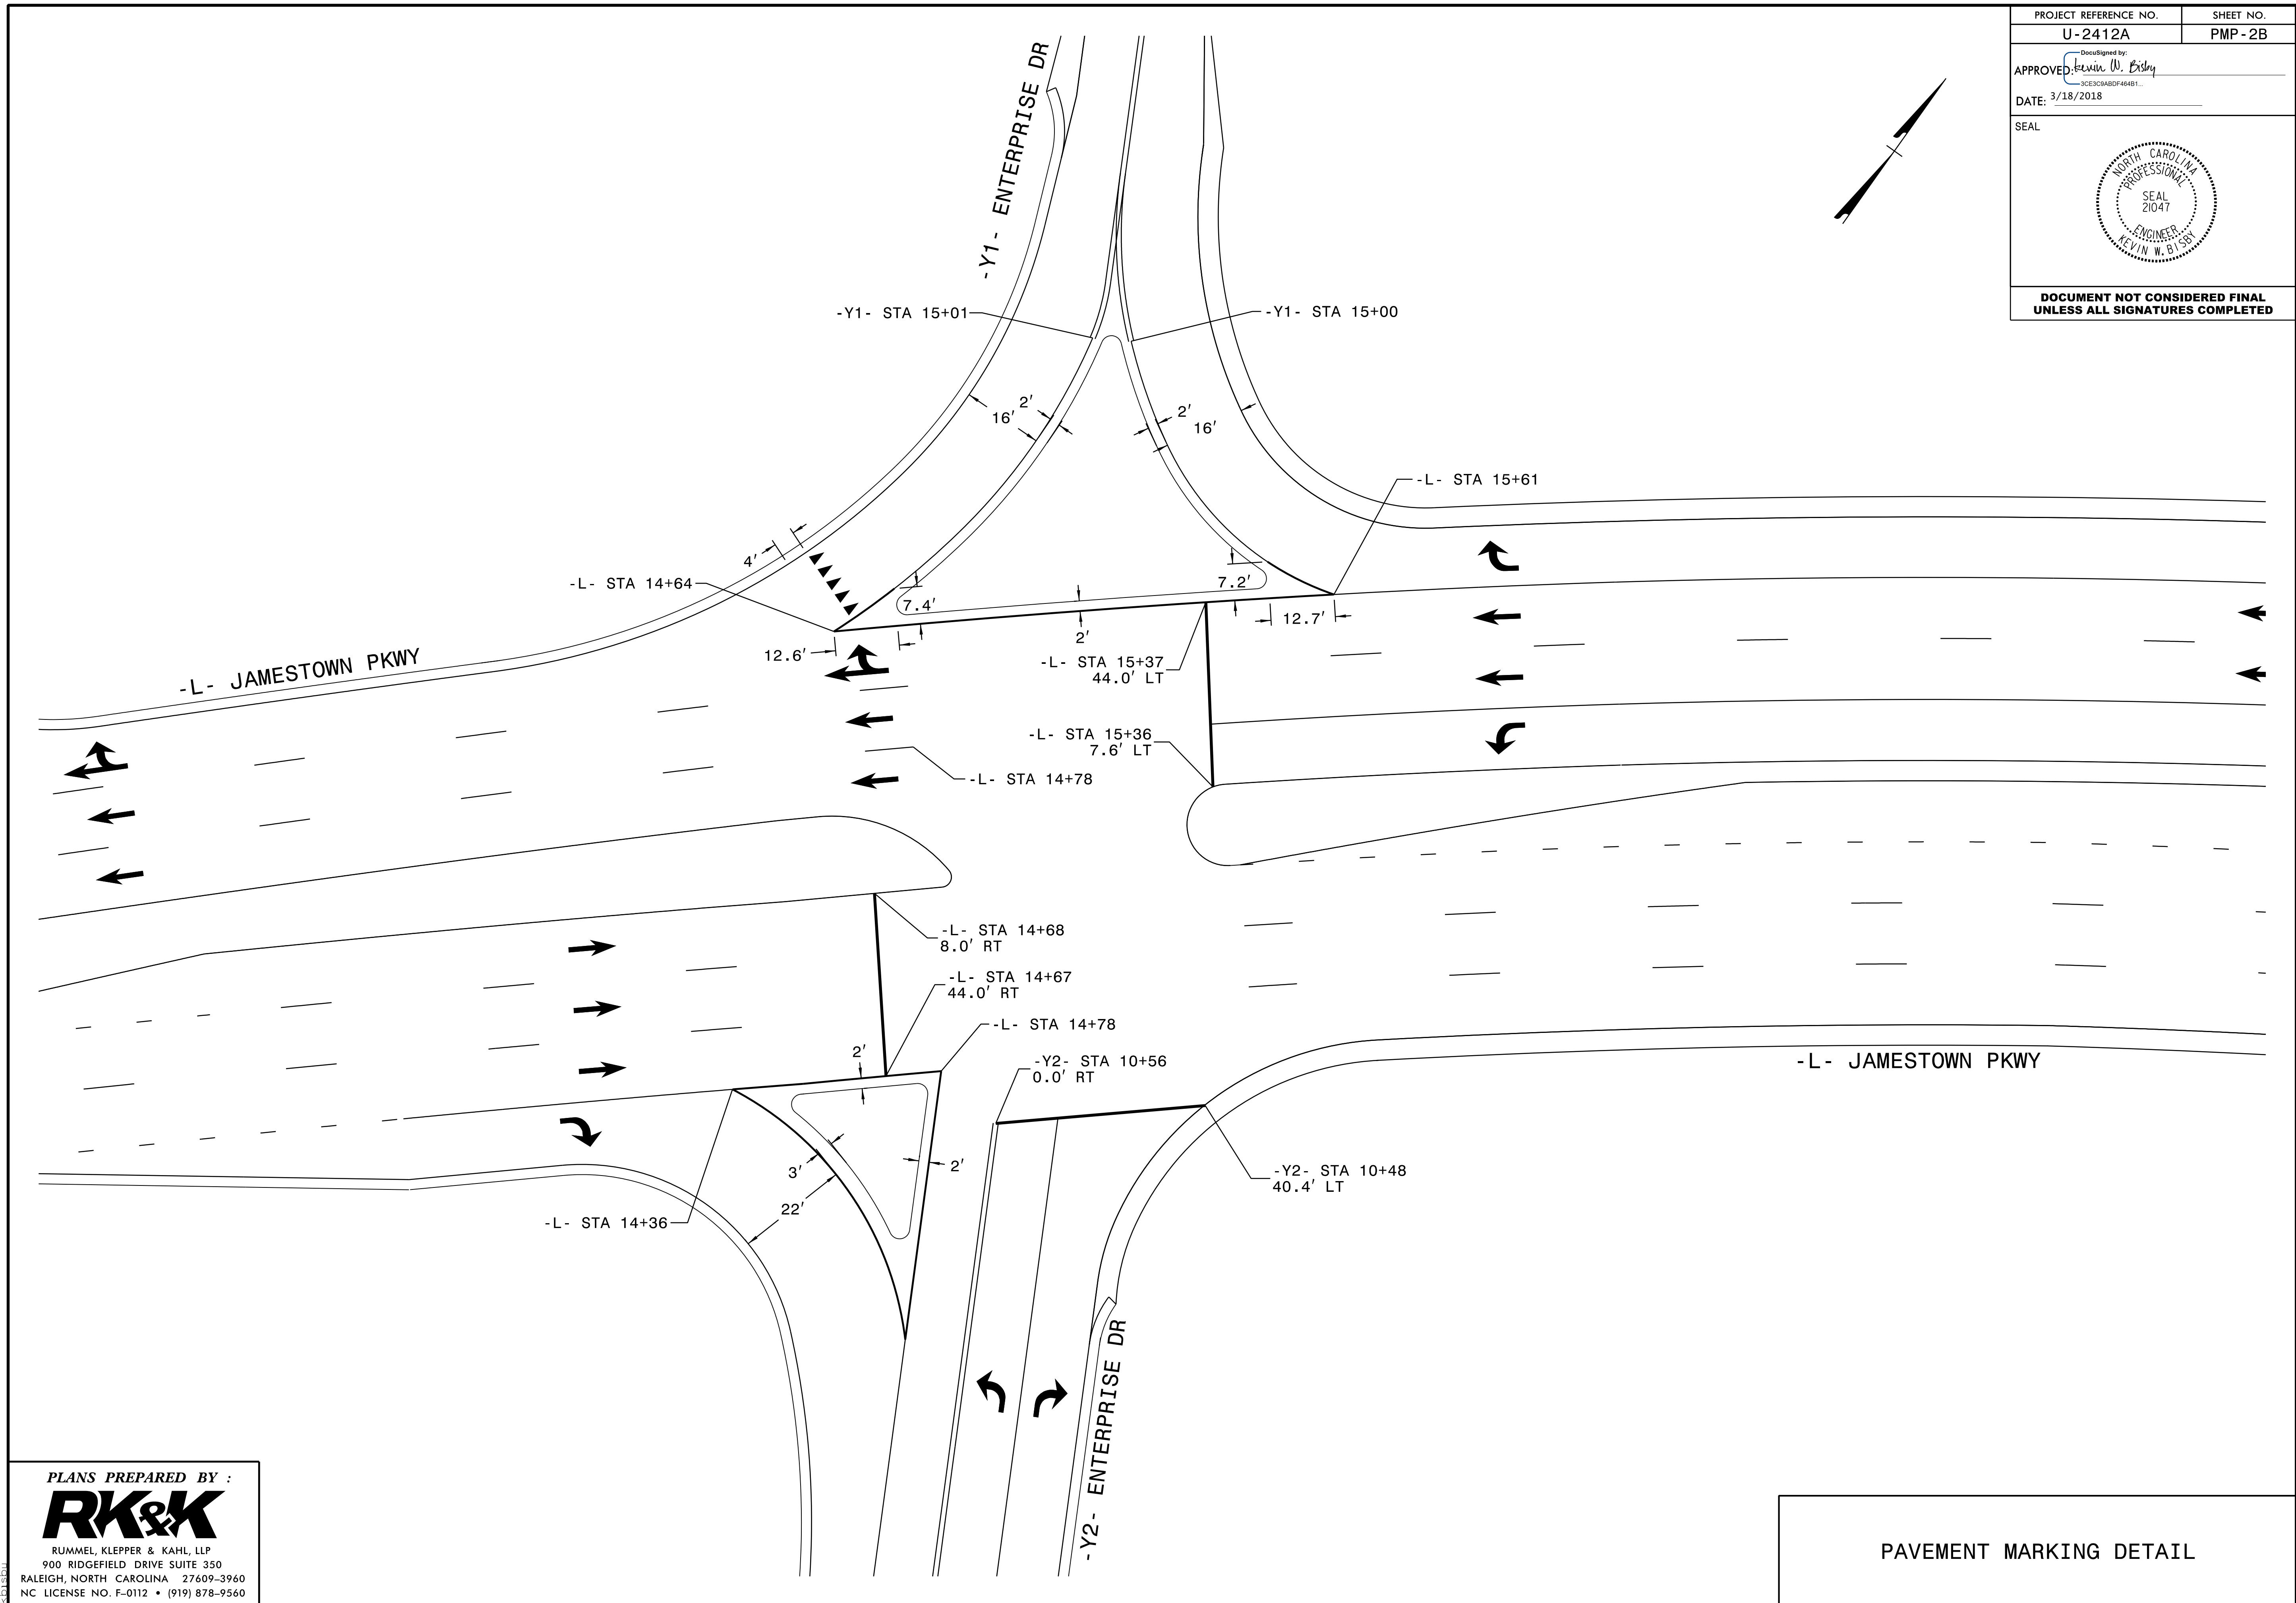 PROJECT REFERENCE NO.
SHEET NO.
U-2412A
PMP-2B
DocuSigned by:
APPROVED: Kevin W. Bisby
3CE3C9ABDF464B1...
DATE: 3/18/2018
SEAL
NORTH CAROLINA
PROFESSIONAL
SEAL
21047
ENGINEER
KEVIN W. BISBY
DOCUMENT NOT CONSIDERED FINAL
UNLESS ALL SIGNATURES COMPLETED
-Y1- ENTERPRISE DR
-Y1- STA 15+01
-Y1- STA 15+00
2'
16'
2'
16'
-L- STA 15+61
4'
-L- STA 14+64
7.4'
7.2'
12.7'
2'
12.6'
-L- JAMESTOWN PKWY
-L- STA 15+37
44.0' LT
-L- STA 15+36
7.6' LT
-L- STA 14+78
-L- STA 14+68
8.0' RT
-L- STA 14+67
44.0' RT
-L- STA 14+78
2'
-Y2- STA 10+56
0.0' RT
-L- JAMESTOWN PKWY
3'
2'
-Y2- STA 10+48
40.4' LT
22'
-L- STA 14+36
-Y2- ENTERPRISE DR
PLANS PREPARED BY :
RK&K
RUMMEL, KLEPPER & KAHL, LLP
900 RIDGEFIELD DRIVE SUITE 350
RALEIGH, NORTH CAROLINA 27609-3960
NC LICENSE NO. F-0112 • (919) 878-9560
PAVEMENT MARKING DETAIL